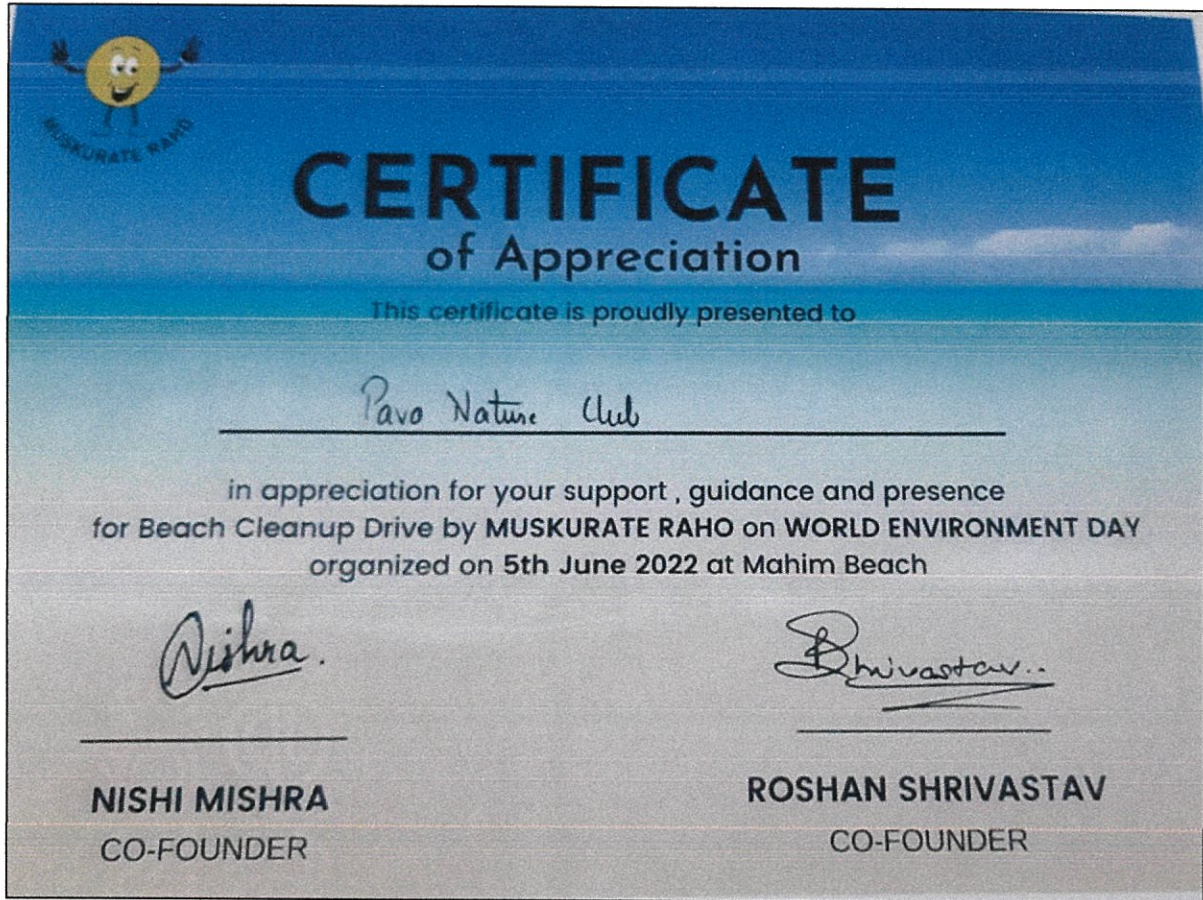 MUSKURATE RAHO
CERTIFICATE
of Appreciation
This certificate is proudly presented to
Pavo Nature Club
in appreciation for your support , guidance and presence
for Beach Cleanup Drive by MUSKURATE RAHO on WORLD ENVIRONMENT DAY
organized on 5th June 2022 at Mahim Beach
Nishra.
Shrivastav..
NISHI MISHRA
ROSHAN SHRIVASTAV
CO-FOUNDER
CO-FOUNDER